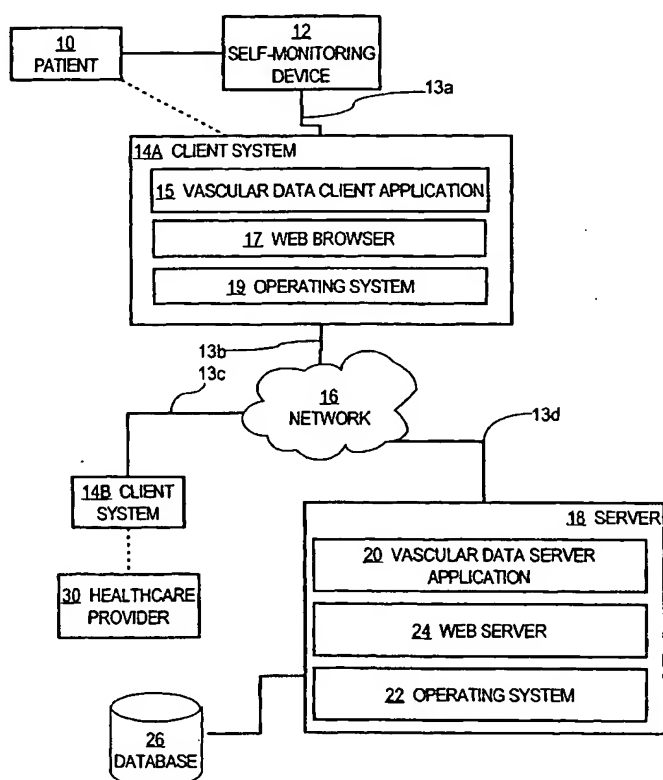 10
PATIENT
12
SELF-MONITORING
DEVICE
13a
14A CLIENT SYSTEM
15 VASCULAR DATA CLIENT APPLICATION
17 WEB BROWSER
19 OPERATING SYSTEM
13b
13c
16
NETWORK
13d
14B CLIENT
SYSTEM
30 HEALTHCARE
PROVIDER
18 SERVER
20 VASCULAR DATA SERVER
APPLICATION
24 WEB SERVER
22 OPERATING SYSTEM
26
DATABASE